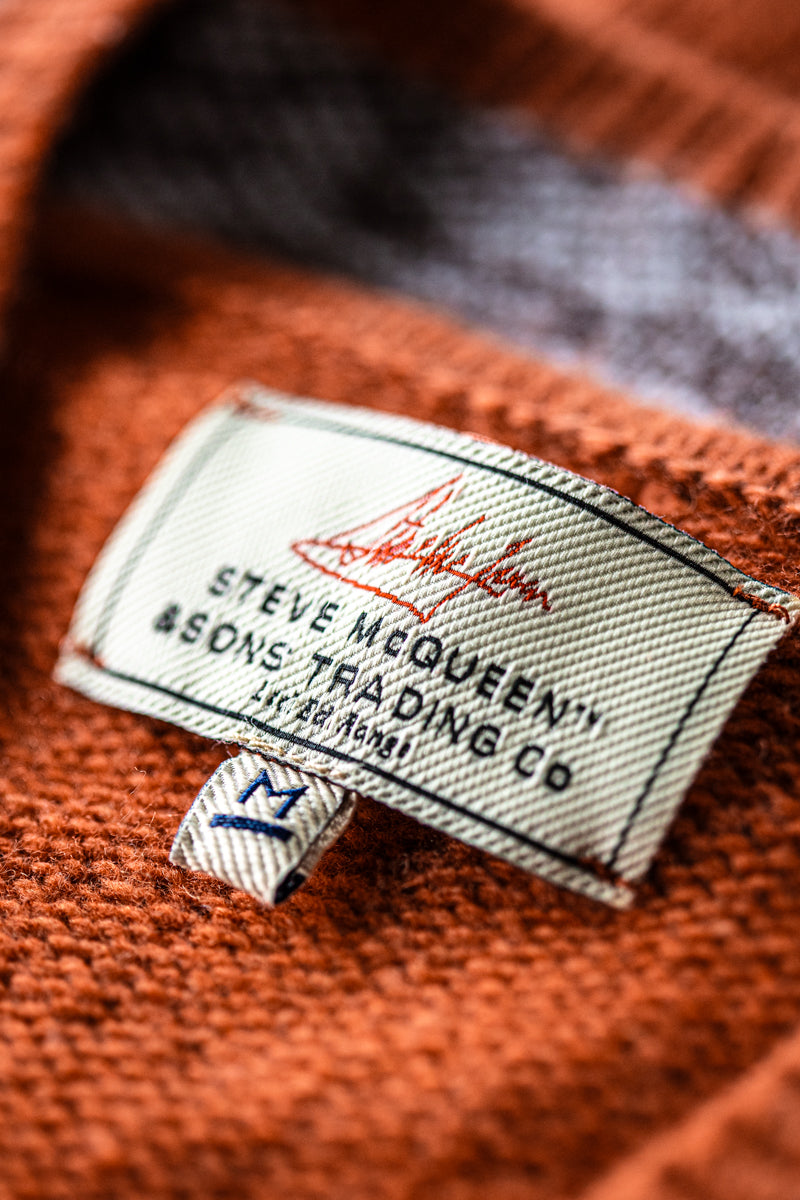 STEVE McQUEEN™
&SONS TRADING CO
M